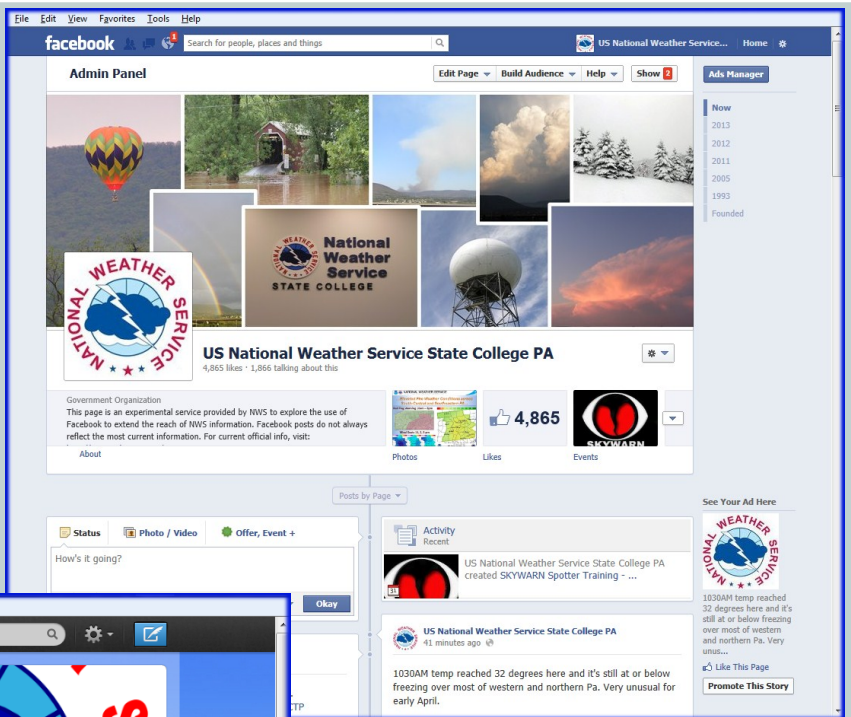 File Edit View Favorites Tools Help
facebook 1 Search for people, places and things US National Weather Service... Home
Admin Panel Edit Page Build Audience Help Show 2 Ads Manager
Now
2013
2012
2011
2005
1993
Founded
National
Weather
Service
STATE COLLEGE
NATIONAL WEATHER SERVICE
US National Weather Service State College PA
4,865 likes · 1,866 talking about this
Government Organization
This page is an experimental service provided by NWS to explore the use of
Facebook to extend the reach of NWS information. Facebook posts do not always
reflect the most current information. For current official info, visit:
About
4,865
SKYWARN
Photos Likes Events
Posts by Page
Status Photo / Video Offer, Event +
How's it going?
Okay
Activity
Recent
31
US National Weather Service State College PA
created SKYWARN Spotter Training - ...
US National Weather Service State College PA
41 minutes ago
1030AM temp reached 32 degrees here and it's still at or below
freezing over most of western and northern Pa. Very unusual for
early April.
See Your Ad Here
NATIONAL WEATHER SERVICE
1030AM temp reached
32 degrees here and it's
still at or below freezing
over most of western
and northern Pa. Very
unus...
Like This Page
Promote This Story
CTP